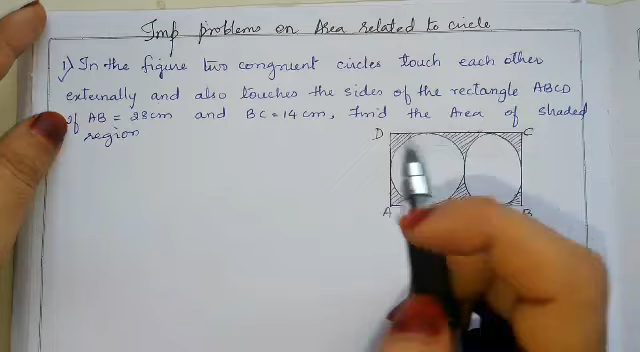 Imp problems on Area related to circle
1) In the figure two congruent circles touch each other
externally and also touches the sides of the rectangle ABCD
if AB = 28cm and BC = 14 cm, Find the Area of shaded
region
D C
A B